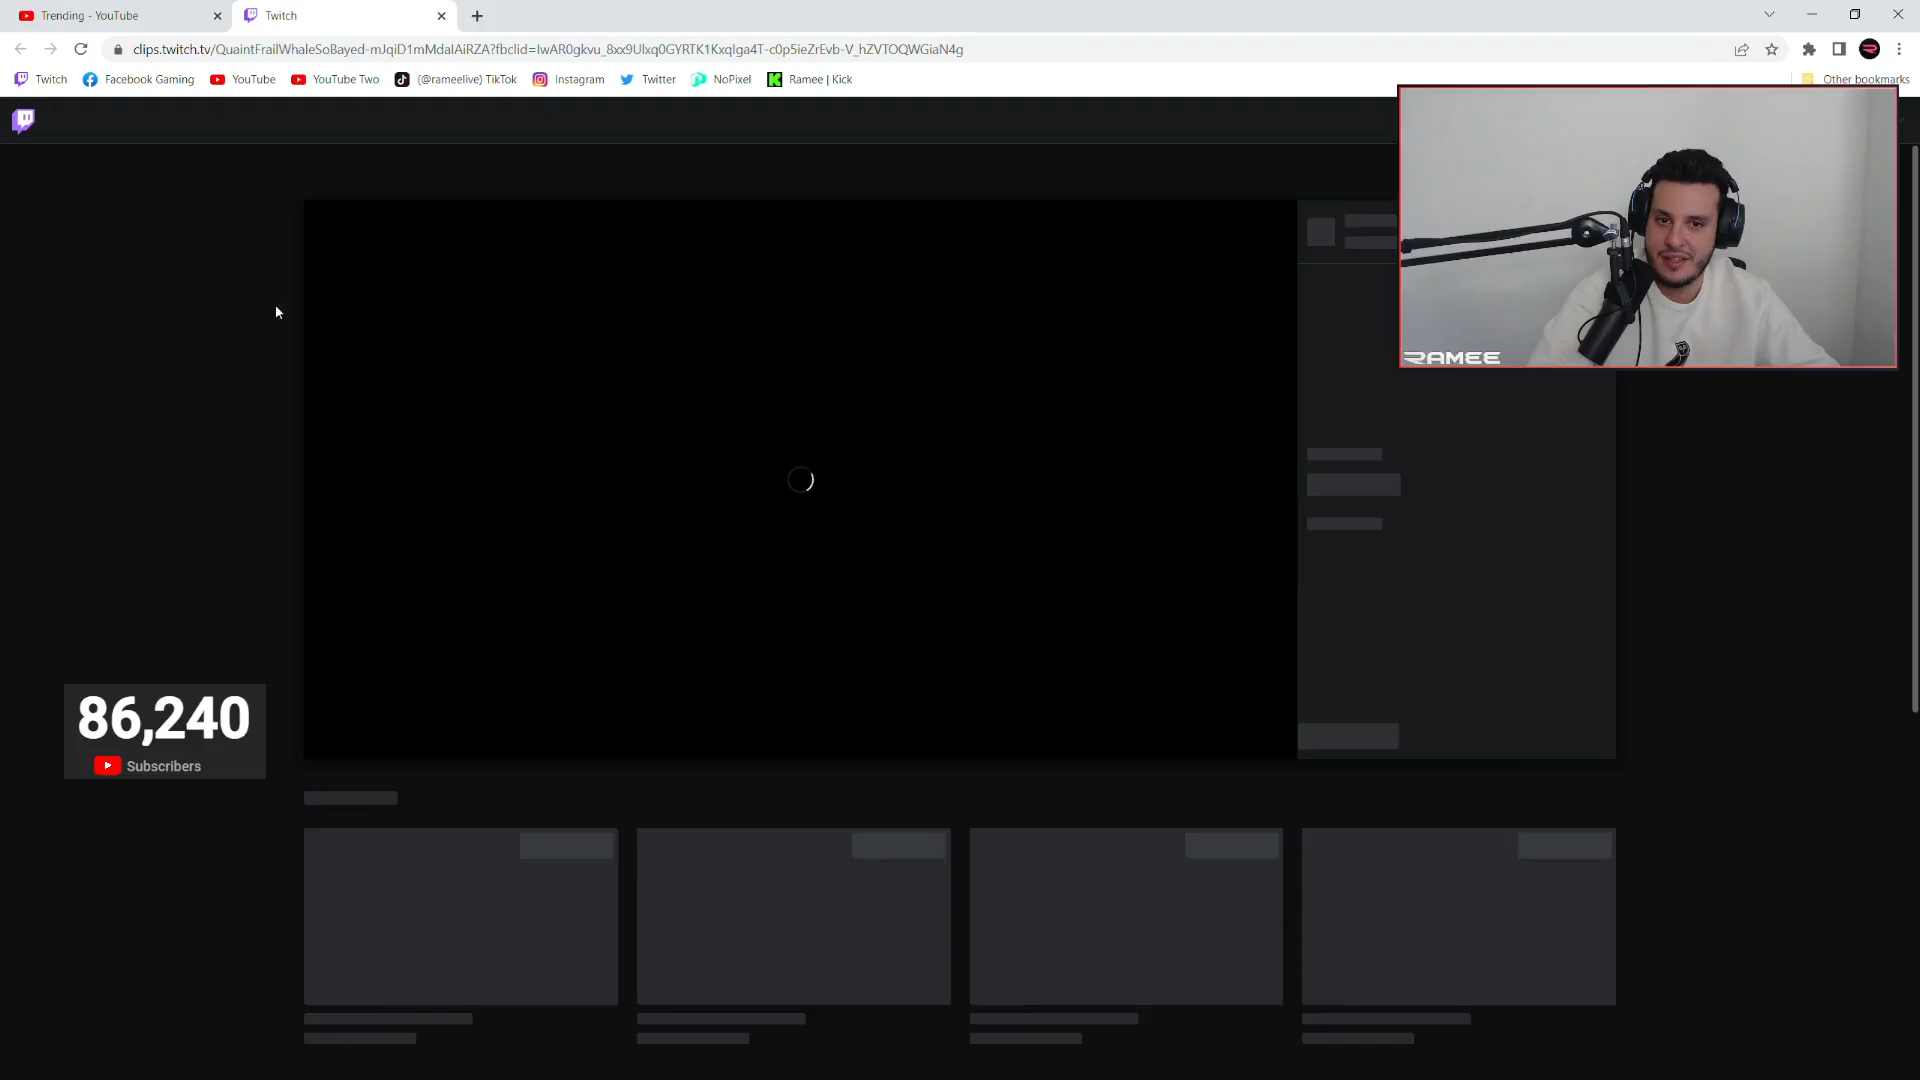 Trending - YouTube
Twitch
clips.twitch.tv/QuaintFrailWhaleSoBayed-mJqiD1mMdalAiRZA?fbclid=IwAR0gkvu_8xx9Ulxq0GYRTK1KxqIga4T-c0p5ieZrEvb-V_hZVTOQWGiaN4g
Twitch
Facebook Gaming
YouTube
YouTube Two
(@rameelive) TikTok
Instagram
Twitter
NoPixel
Ramee | Kick
Other bookmarks
RAMEE
86,240
Subscribers